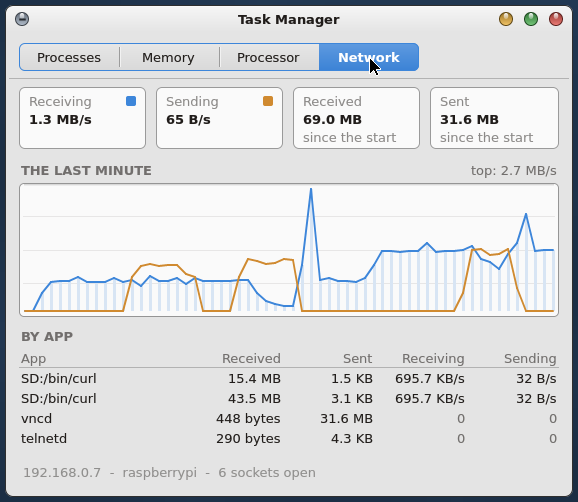 Task Manager
Processes Memory Processor Network
Receiving Sending Received Sent
1.3 MB/s 65 B/s 69.0 MB 31.6 MB
since the start since the start
THE LAST MINUTE top: 2.7 MB/s
BY APP
App Received Sent Receiving Sending
SD:/bin/curl 15.4 MB 1.5 KB 695.7 KB/s 32 B/s
SD:/bin/curl 43.5 MB 3.1 KB 695.7 KB/s 32 B/s
vncd 448 bytes 31.6 MB 0 0
telnetd 290 bytes 4.3 KB 0 0
192.168.0.7 - raspberrypi - 6 sockets open